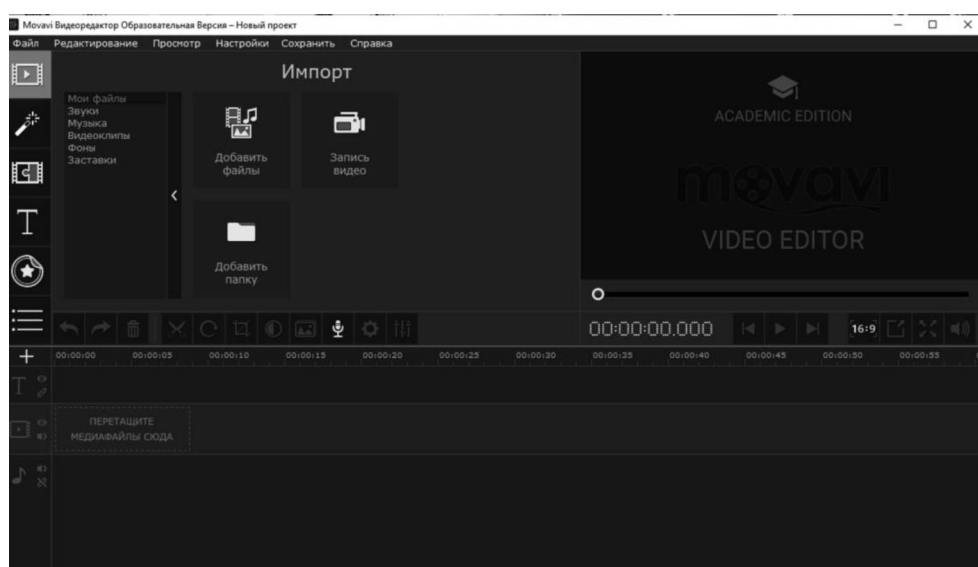 Movavi Видеоредактор Образовательная Версия – Новый проект
Файл Редактирование Просмотр Настройки Сохранить Справка
Импорт
Мои файлы
Звуки
Музыка
Видеоклипы
Фоны
Заставки
Добавить
файлы
Запись
видео
Добавить
папку
ACADEMIC EDITION
movavi
VIDEO EDITOR
00:00:00.000
16:9
00:00:00 00:00:05 00:00:10 00:00:15 00:00:20 00:00:25 00:00:30 00:00:35 00:00:40 00:00:45 00:00:50 00:00:55
ПЕРЕТАЩИТЕ
МЕДИАФАЙЛЫ СЮДА